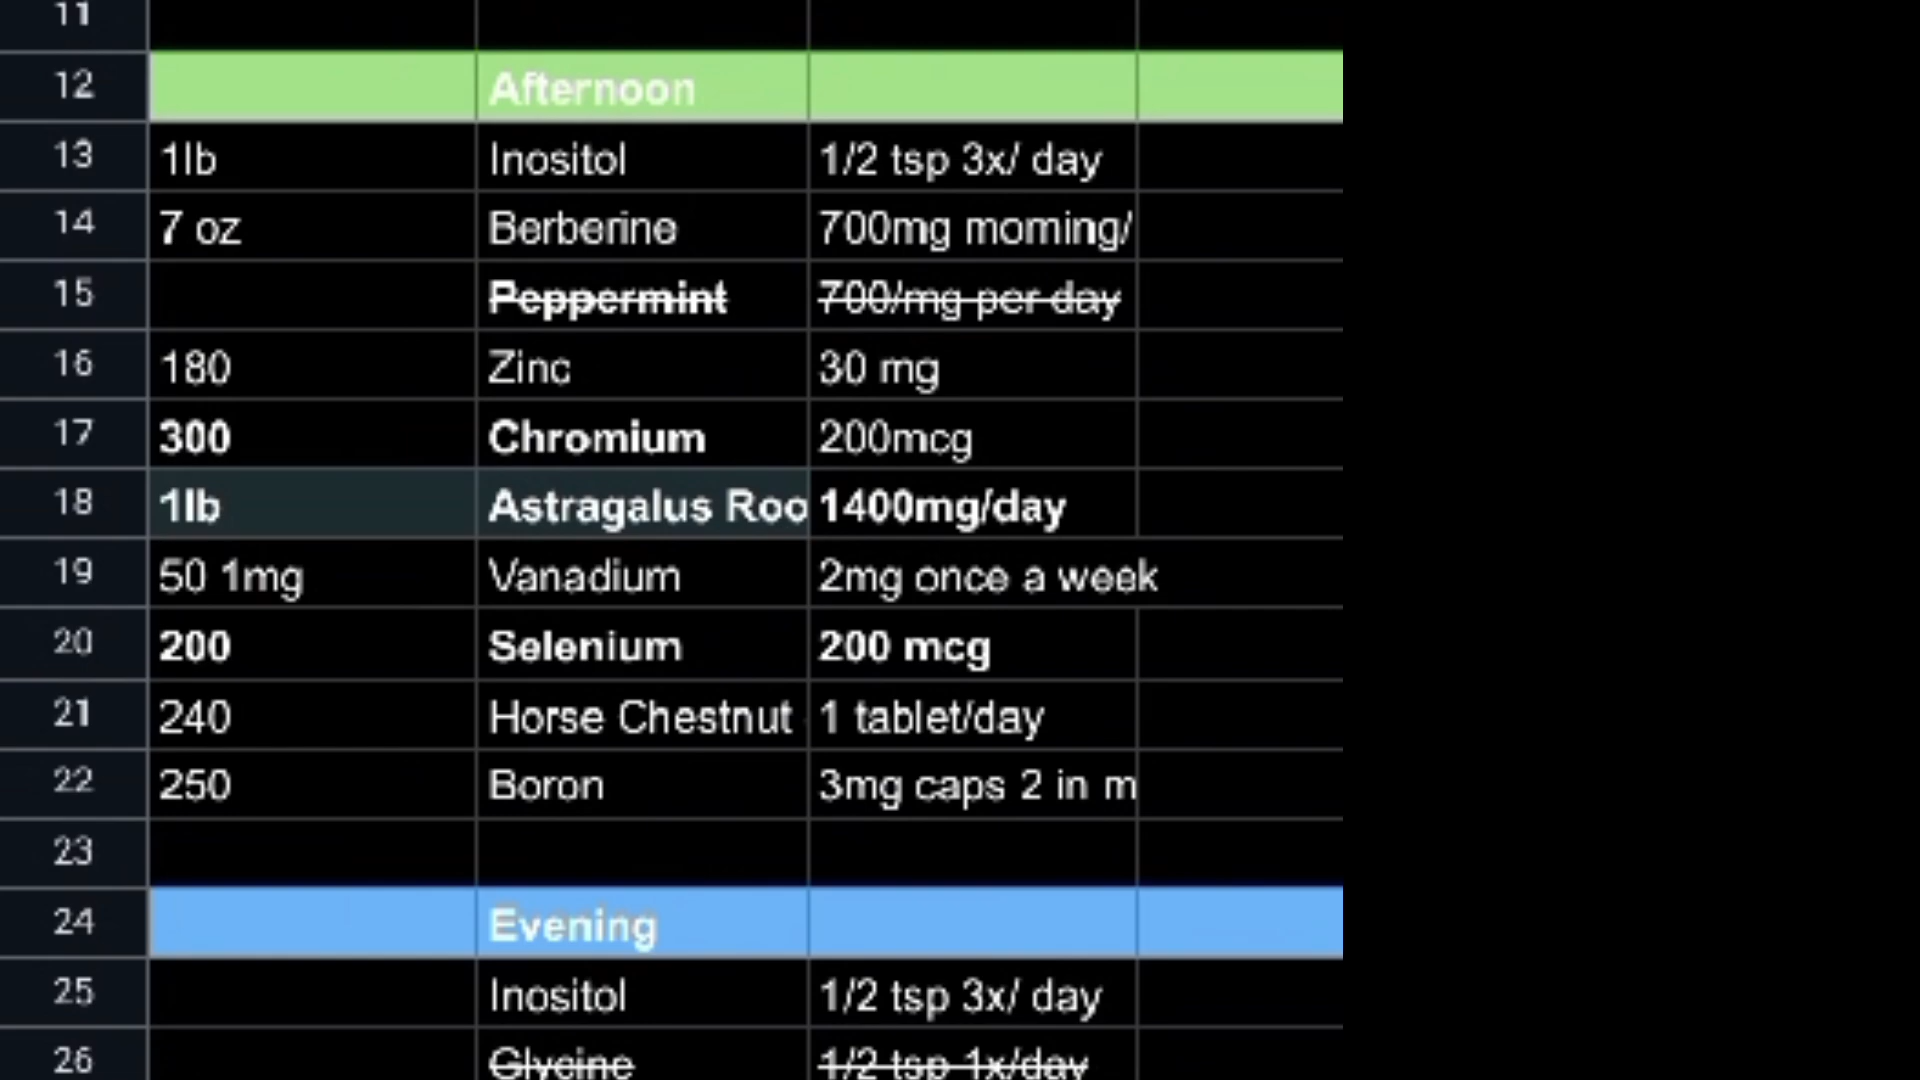 11
12 Afternoon
13 1lb Inositol 1/2 tsp 3x/ day
14 7 oz Berberine 700mg morning/
15 Peppermint 700/mg per day
16 180 Zinc 30 mg
17 300 Chromium 200mcg
18 1lb Astragalus Roo 1400mg/day
19 50 1mg Vanadium 2mg once a week
20 200 Selenium 200 mcg
21 240 Horse Chestnut 1 tablet/day
22 250 Boron 3mg caps 2 in m
23
24 Evening
25 Inositol 1/2 tsp 3x/ day
26 Glycine 1/2 tsp 1x/day